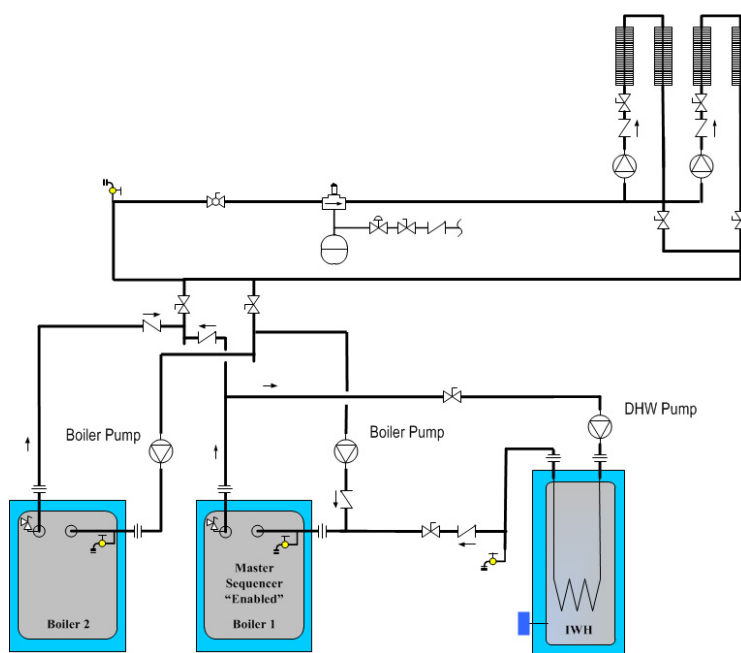 DHW Pump
Boiler Pump
Boiler Pump
Master
Sequencer
“Enabled”
Boiler 2
Boiler 1
IWH